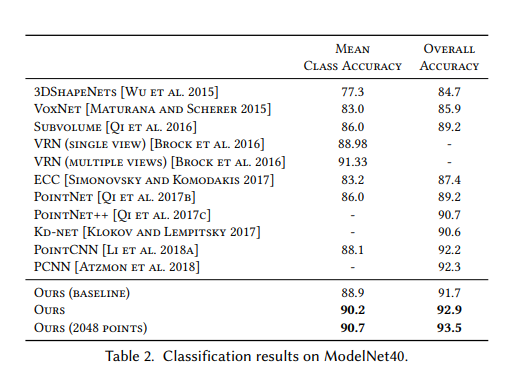 Mean Overall
Class Accuracy Accuracy
3DShapeNets [Wu et al. 2015] 77.3 84.7
VoxNet [Maturana and Scherer 2015] 83.0 85.9
Subvolume [Qi et al. 2016] 86.0 89.2
VRN (single view) [Brock et al. 2016] 88.98 -
VRN (multiple views) [Brock et al. 2016] 91.33 -
ECC [Simonovsky and Komodakis 2017] 83.2 87.4
PointNet [Qi et al. 2017b] 86.0 89.2
PointNet++ [Qi et al. 2017c] - 90.7
Kd-net [Klokov and Lempitsky 2017] - 90.6
PointCNN [Li et al. 2018a] 88.1 92.2
PCNN [Atzmon et al. 2018] - 92.3
Ours (baseline) 88.9 91.7
Ours 90.2 92.9
Ours (2048 points) 90.7 93.5
Table 2. Classification results on ModelNet40.